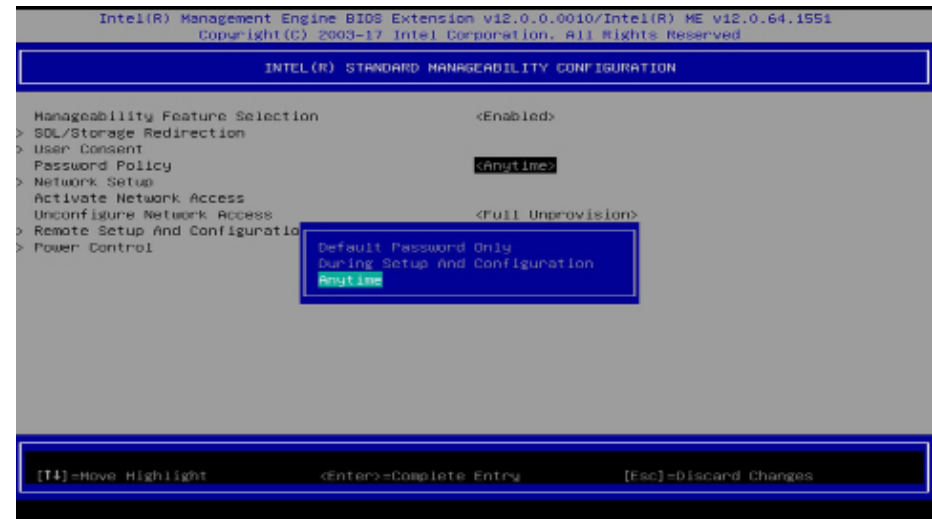 Intel(R) Management Engine BIOS Extension v12.0.0.0010/Intel(R) ME v12.0.64.1551
Copyright(C) 2003-17 Intel Corporation. All Rights Reserved
INTEL(R) STANDARD MANAGEABILITY CONFIGURATION
Manageability Feature Selection <Enabled>
> SOL/Storage Redirection
> User Consent
Password Policy <Anytime>
> Network Setup
Activate Network Access
Unconfigure Network Access <Full Unprovision>
> Remote Setup And Configuratio
> Power Control
Default Password Only
During Setup And Configuration
Anytime
[↑↓]=Move Highlight <Enter>=Complete Entry [Esc]=Discard Changes